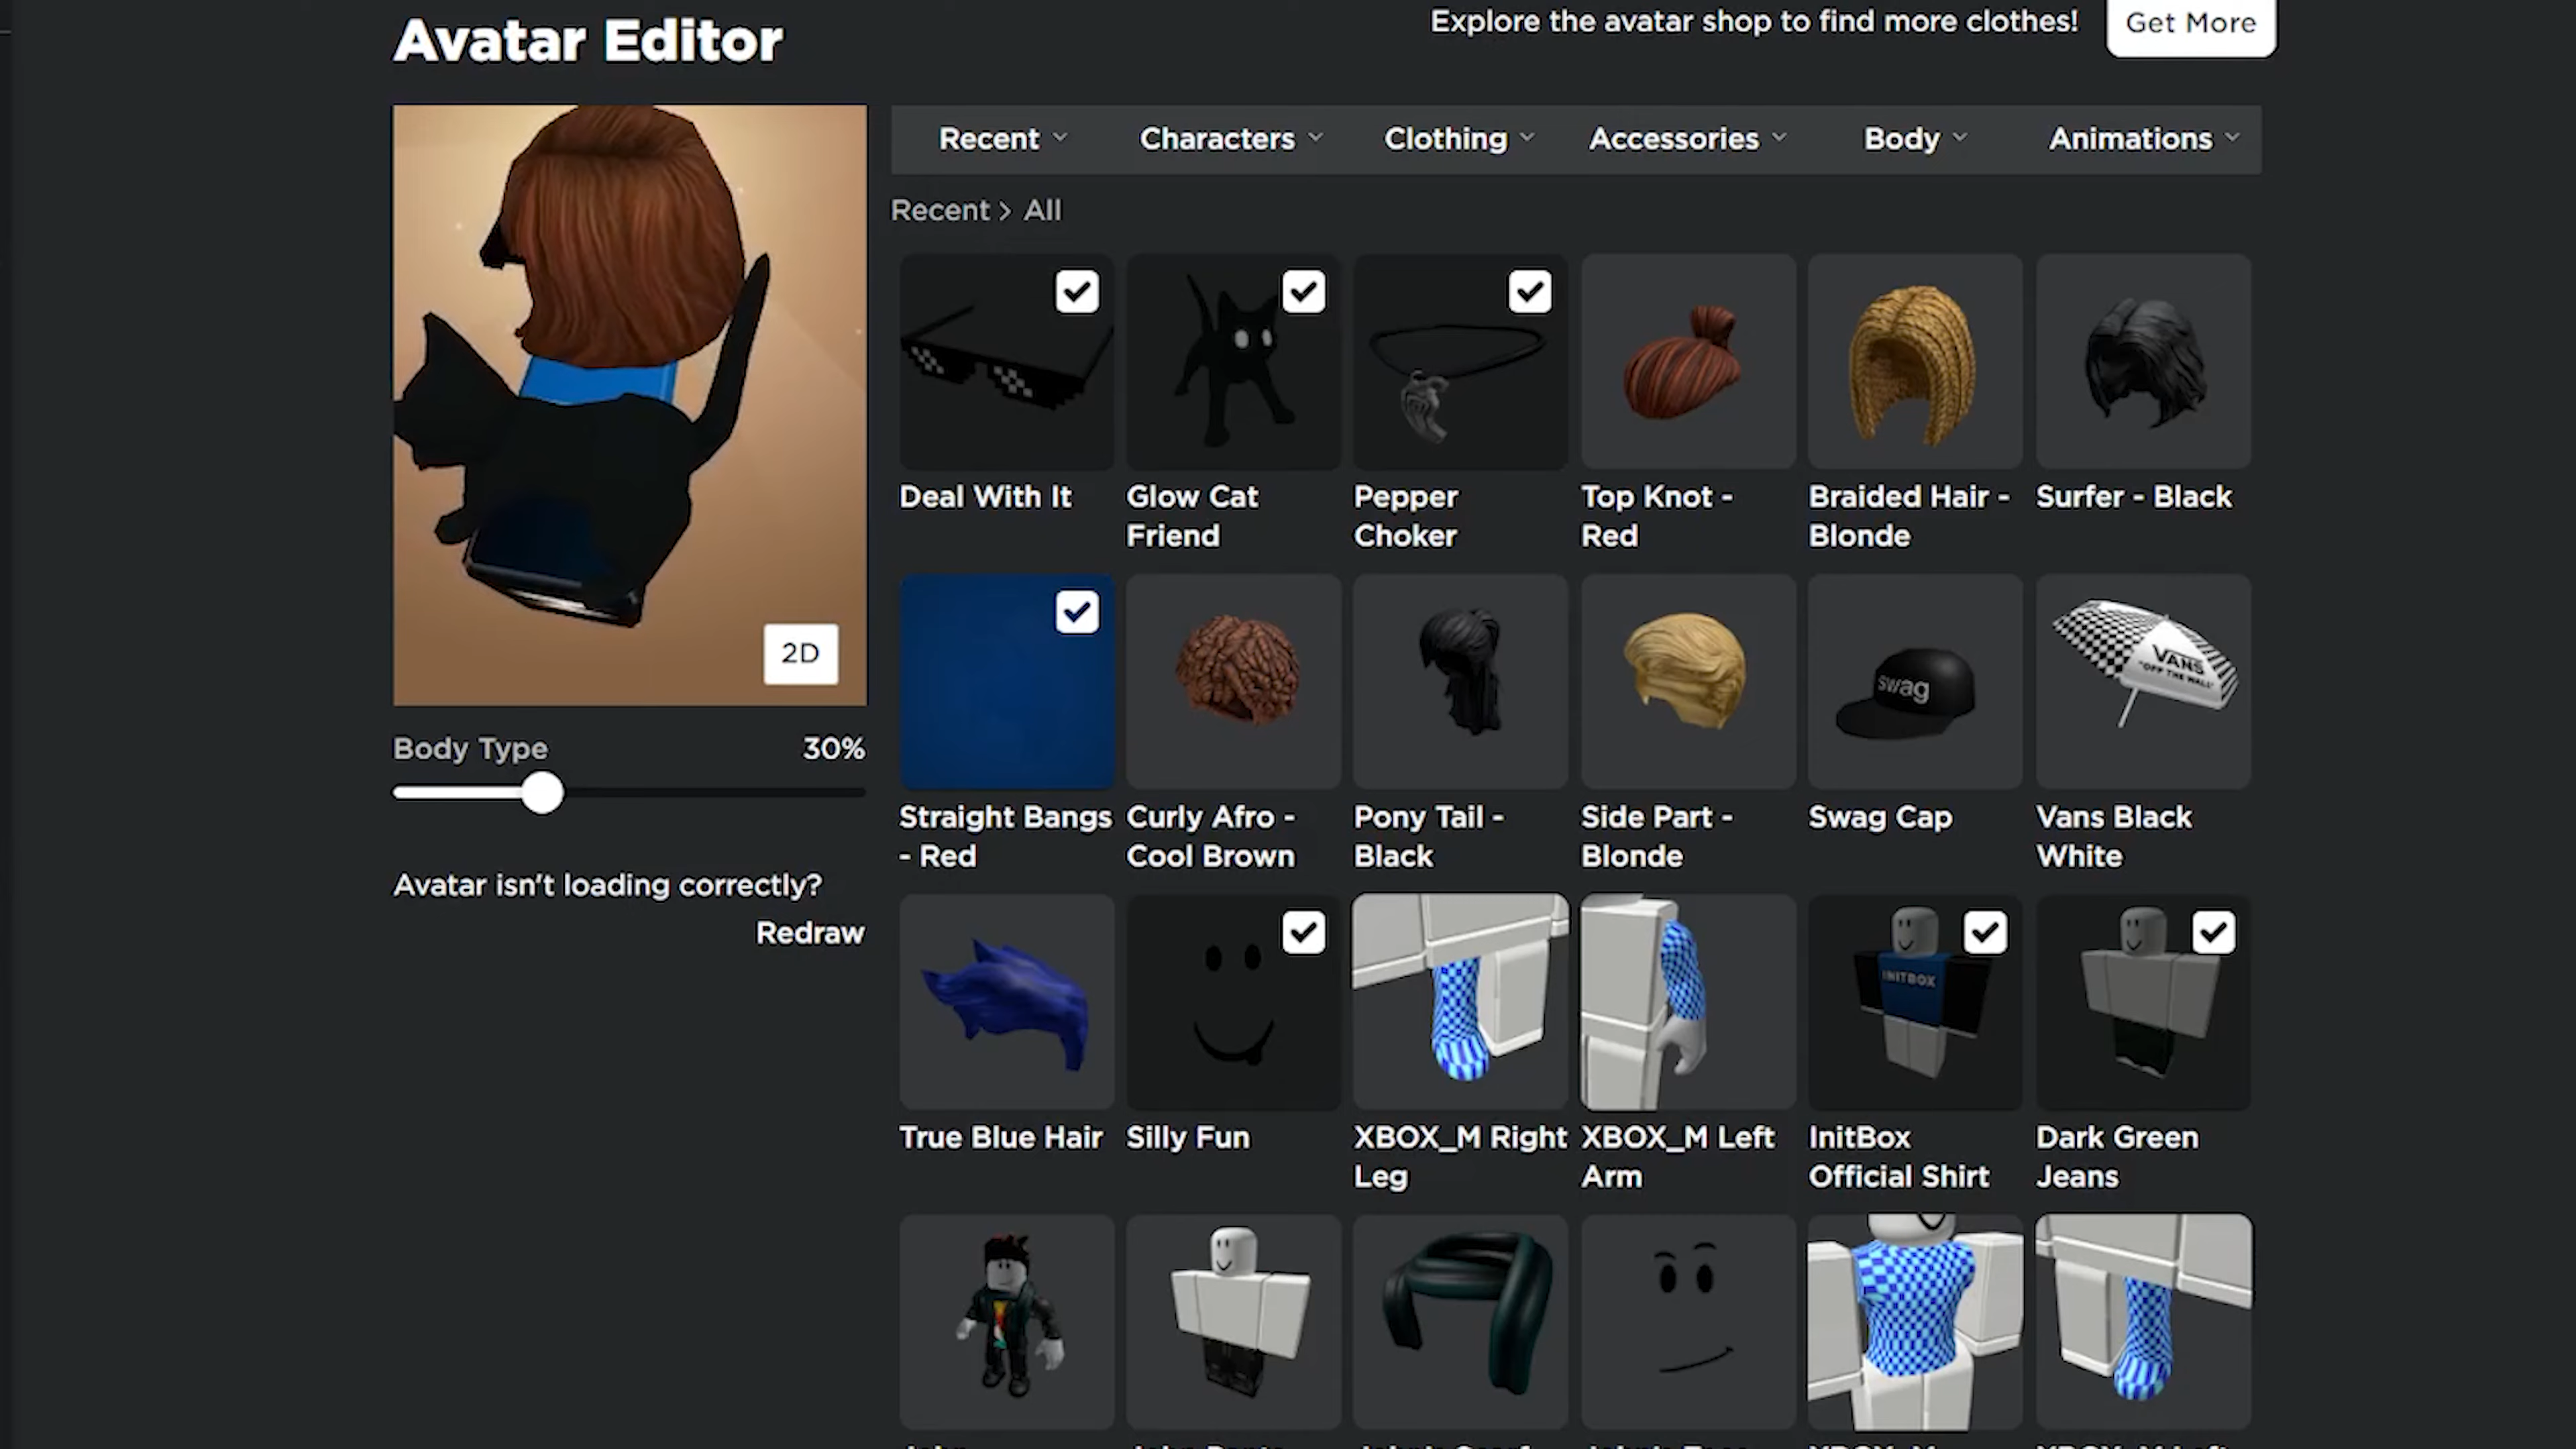 Avatar Editor
Explore the avatar shop to find more clothes!
Get More
Recent
Characters
Clothing
Accessories
Body
Animations
Recent > All
2D
Body Type
30%
Avatar isn't loading correctly?
Redraw
Deal With It
Glow Cat
Friend
Pepper
Choker
Top Knot -
Red
Braided Hair -
Blonde
Surfer - Black
swag
VANS
"OFF THE WALL"
Straight Bangs
- Red
Curly Afro -
Cool Brown
Pony Tail -
Black
Side Part -
Blonde
Swag Cap
Vans Black
White
INITBOX
True Blue Hair
Silly Fun
XBOX_M Right
Leg
XBOX_M Left
Arm
InitBox
Official Shirt
Dark Green
Jeans